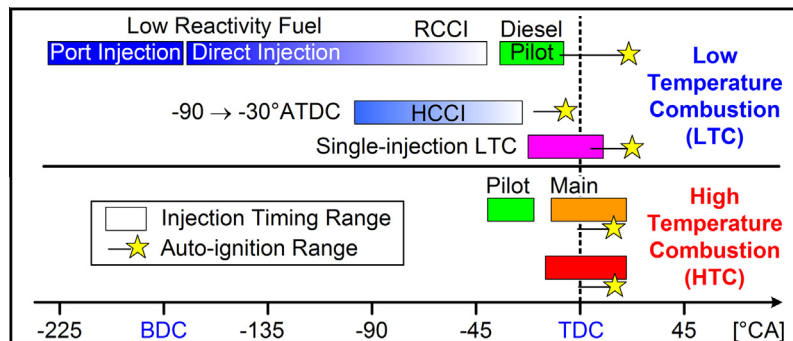 Low Reactivity Fuel
RCCI
Diesel
Port Injection
Direct Injection
Pilot
Low
Temperature
Combustion
(LTC)
-90 → -30°ATDC
HCCI
Single-injection LTC
Pilot
Main
High
Temperature
Combustion
(HTC)
Injection Timing Range
Auto-ignition Range
-225 BDC -135 -90 -45 TDC 45 [°CA]